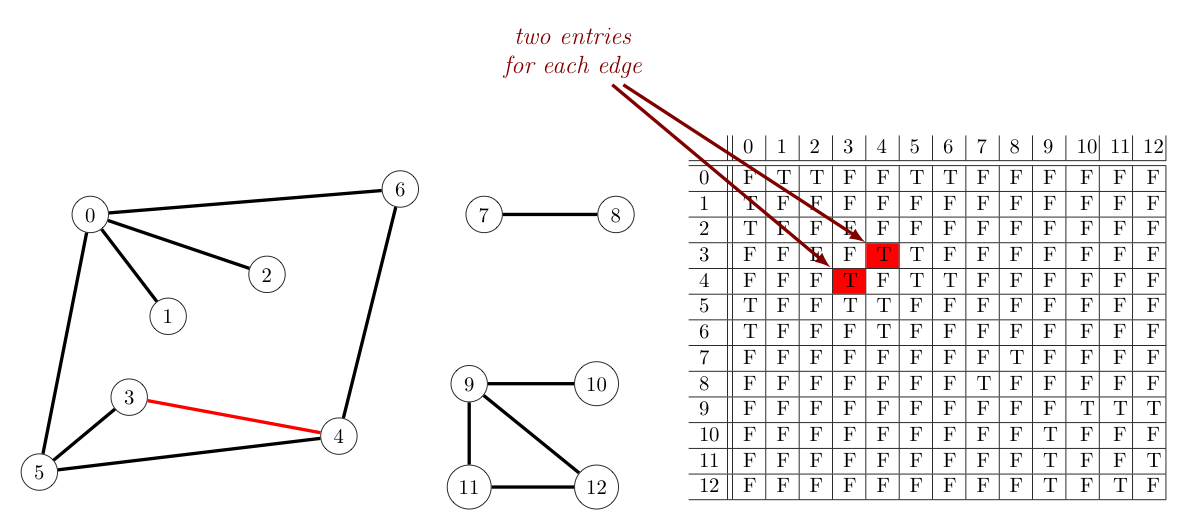 two entries
for each edge
0 1 2 3 4 5 6 7 8 9 10 11 12
0 F T T F F T T F F F F F F
1 T F F F F F F F F F F F F
2 T F F F F F F F F F F F F
3 F F F F T T F F F F F F F
4 F F F T F T T F F F F F F
5 T F F T T F F F F F F F F
6 T F F F T F F F F F F F F
7 F F F F F F F F T F F F F
8 F F F F F F F T F F F F F
9 F F F F F F F F F F T T T
10 F F F F F F F F F T F F F
11 F F F F F F F F F T F F T
12 F F F F F F F F F T F T F
6
0
7 8
2
1
9 10
3
4
5
11 12